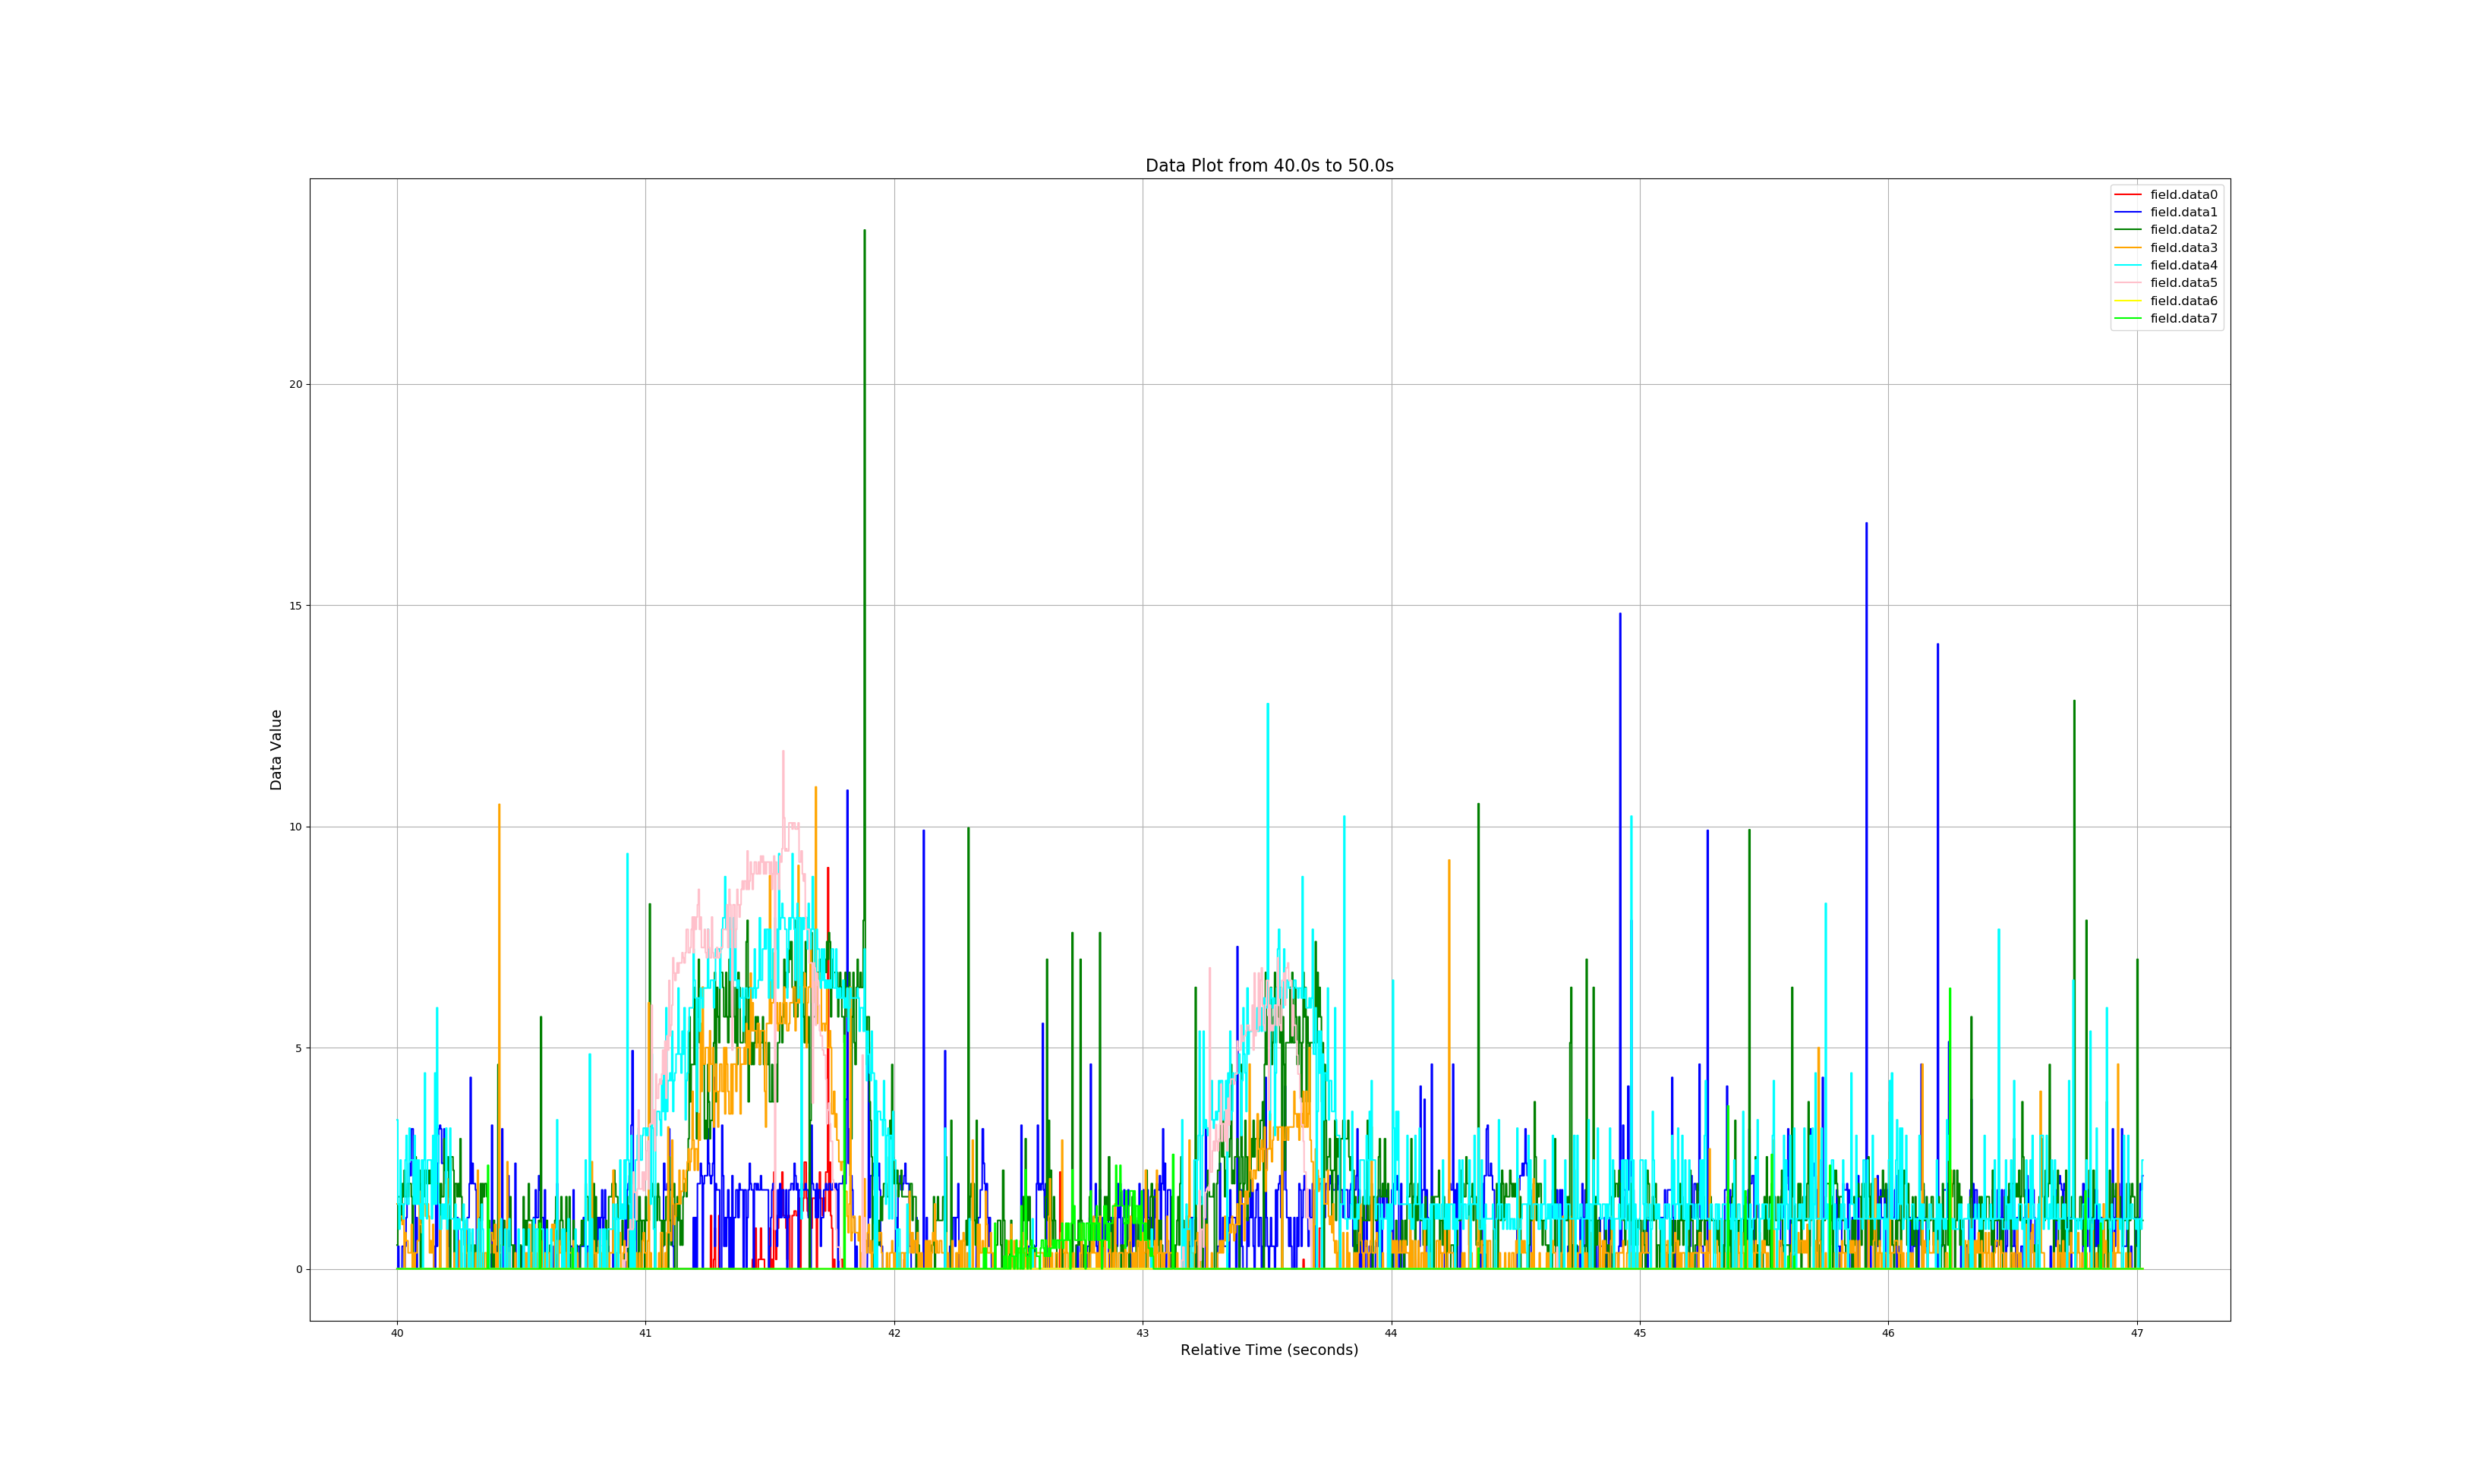 Data Plot from 40.0s to 50.0s
field.data0
field.data1
field.data2
field.data3
field.data4
field.data5
field.data6
field.data7
20
15
10
5
0
Data Value
40 41 42 43 44 45 46 47
Relative Time (seconds)